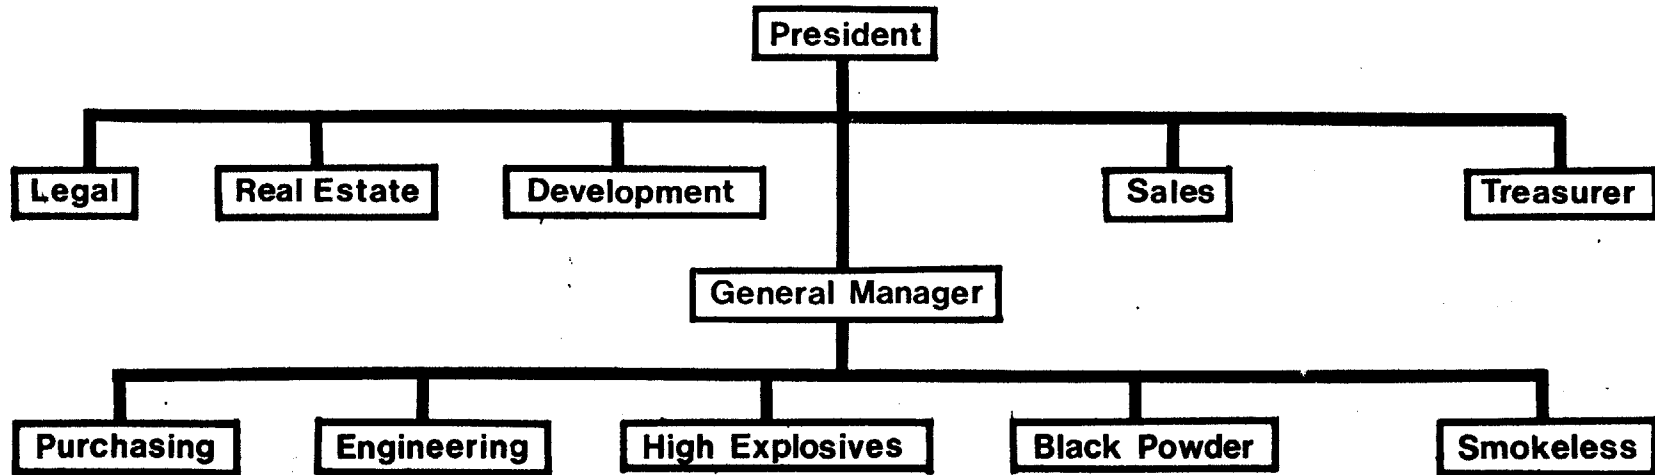 President
Legal
Real Estate
Development
Sales
Treasurer
General Manager
Purchasing
Engineering
High Explosives
Black Powder
Smokeless